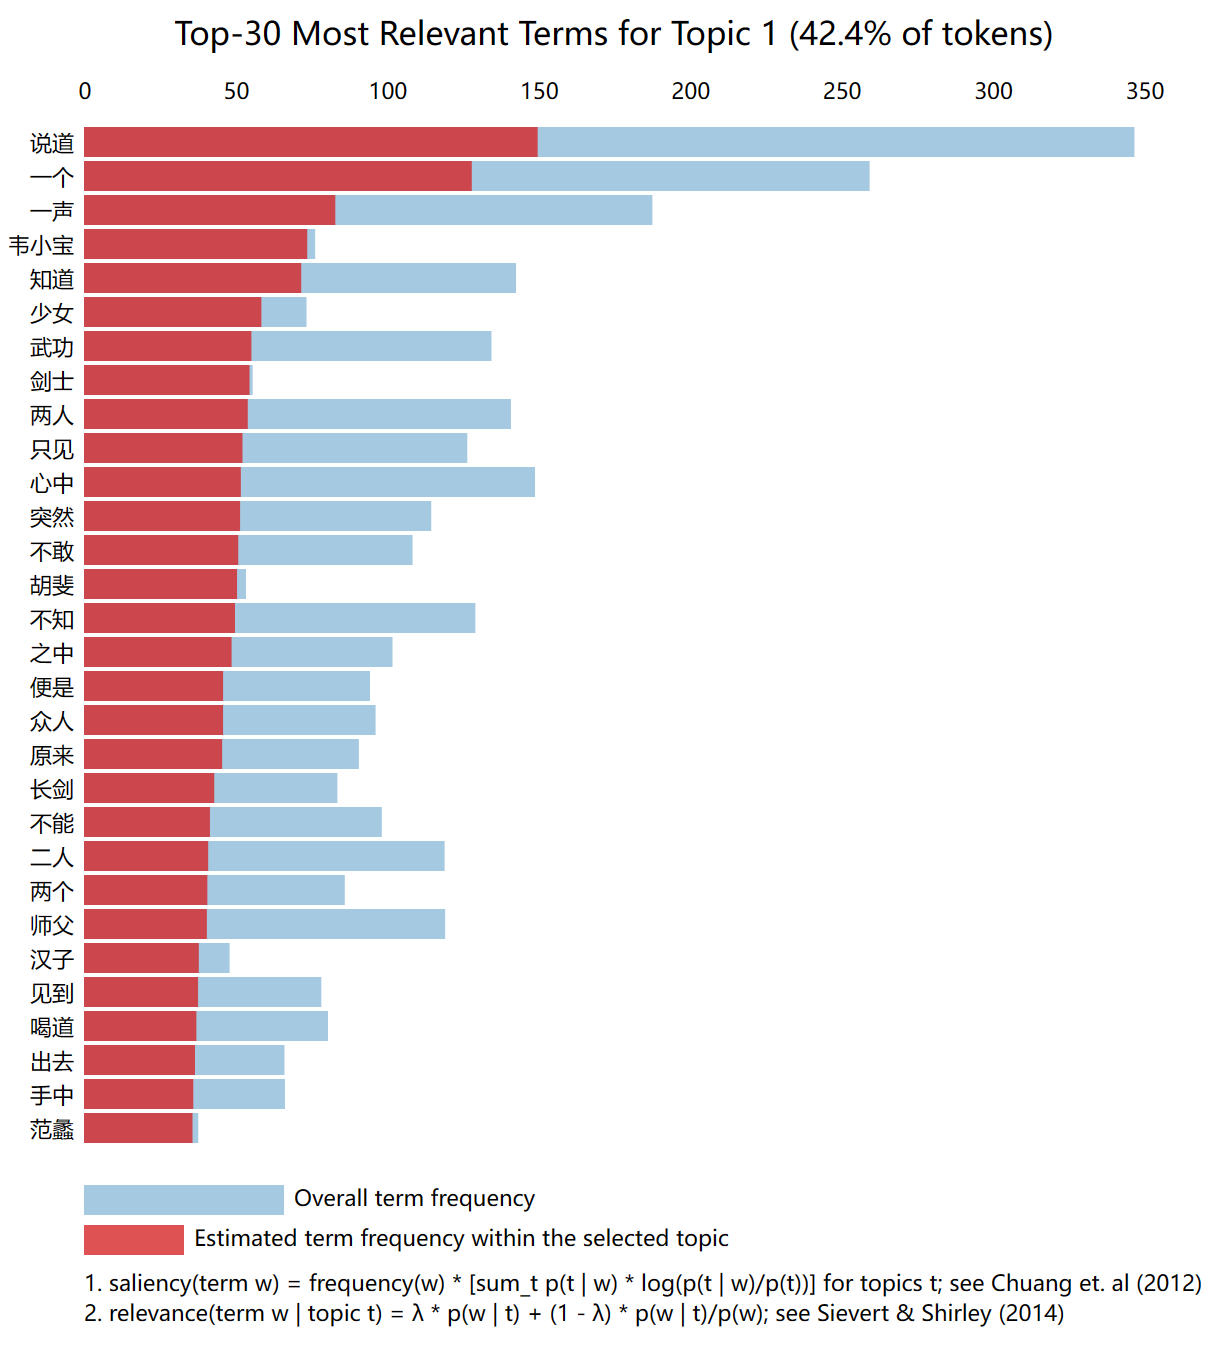 Top-30 Most Relevant Terms for Topic 1 (42.4% of tokens)
0 50 100 150 200 250 300 350
说道
一个
一声
韦小宝
知道
少女
武功
剑士
两人
只见
心中
突然
不敢
胡斐
不知
之中
便是
众人
原来
长剑
不能
二人
两个
师父
汉子
见到
喝道
出去
手中
范蠡
Overall term frequency
Estimated term frequency within the selected topic
1. saliency(term w) = frequency(w) * [sum_t p(t | w) * log(p(t | w)/p(t))] for topics t; see Chuang et. al (2012)
2. relevance(term w | topic t) = λ * p(w | t) + (1 - λ) * p(w | t)/p(w); see Sievert & Shirley (2014)